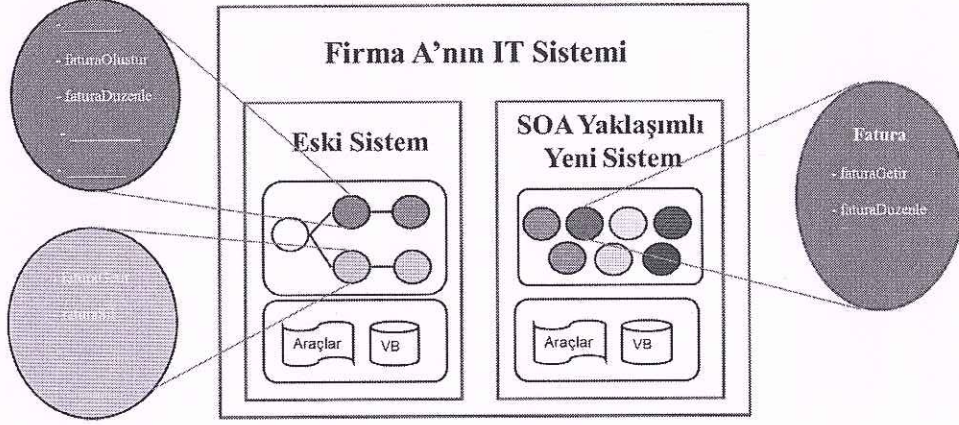 Firma A'nın IT Sistemi
- faturaOlustur
- faturaDuzenle
Eski Sistem
SOA Yaklaşımlı
Yeni Sistem
Fatura
- faturaGetir
- faturaDuzenle
Araçlar
VB
Araçlar
VB